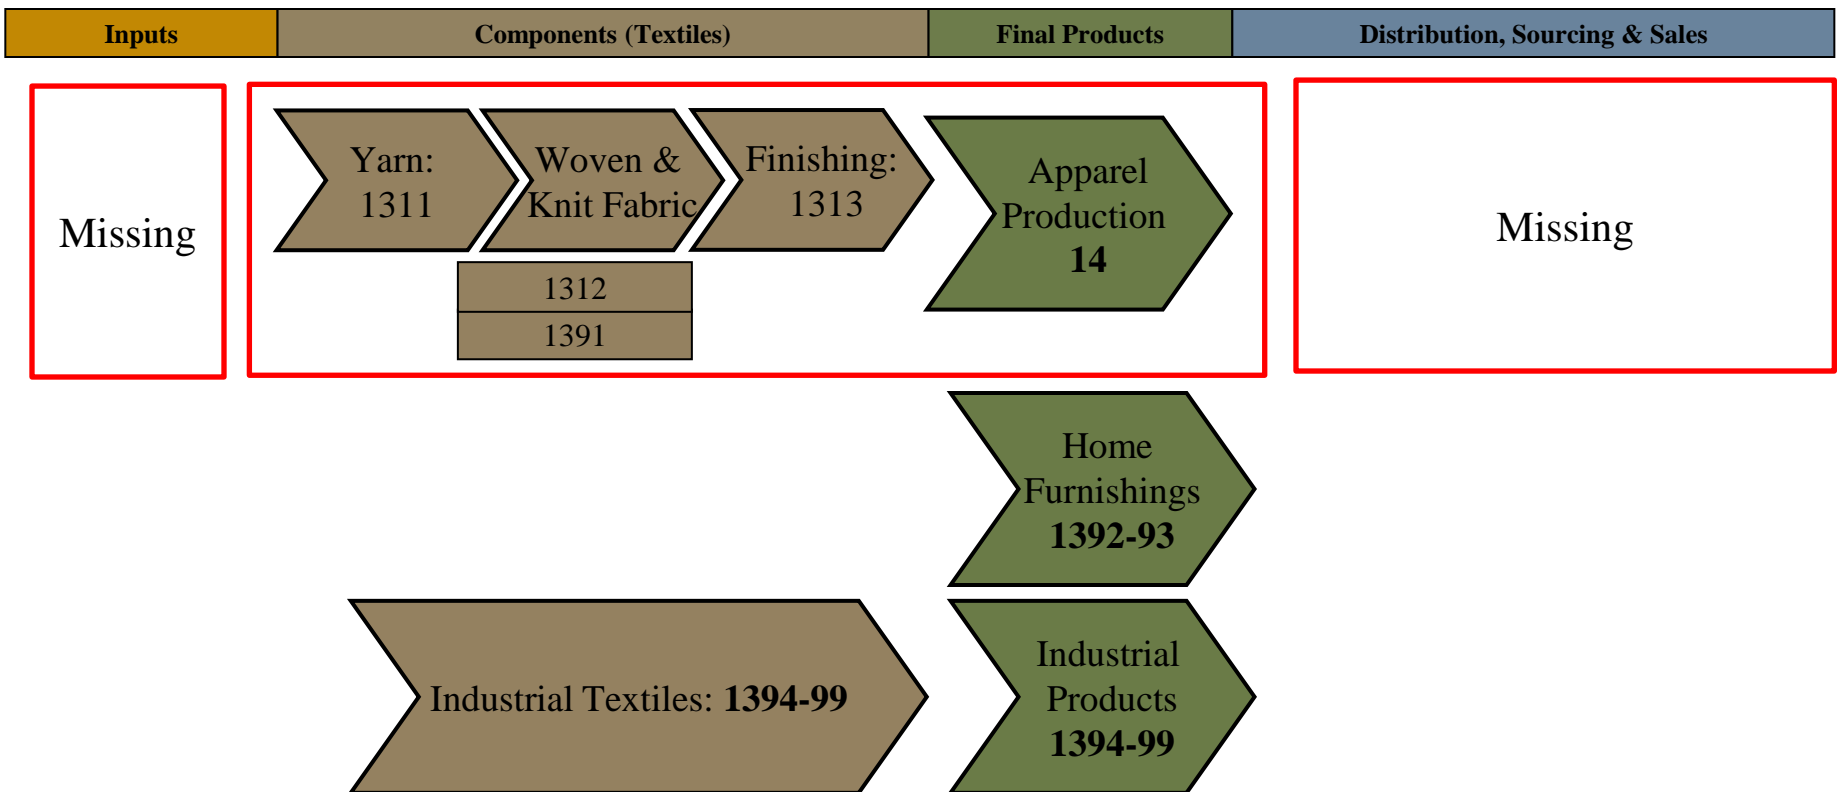 Inputs
Components (Textiles)
Final Products
Distribution, Sourcing & Sales
Missing
Yarn:
1311
Woven &
Knit Fabric
1312
1391
Finishing:
1313
Apparel
Production
14
Missing
Home
Furnishings
1392-93
Industrial Textiles: 1394-99
Industrial
Products
1394-99